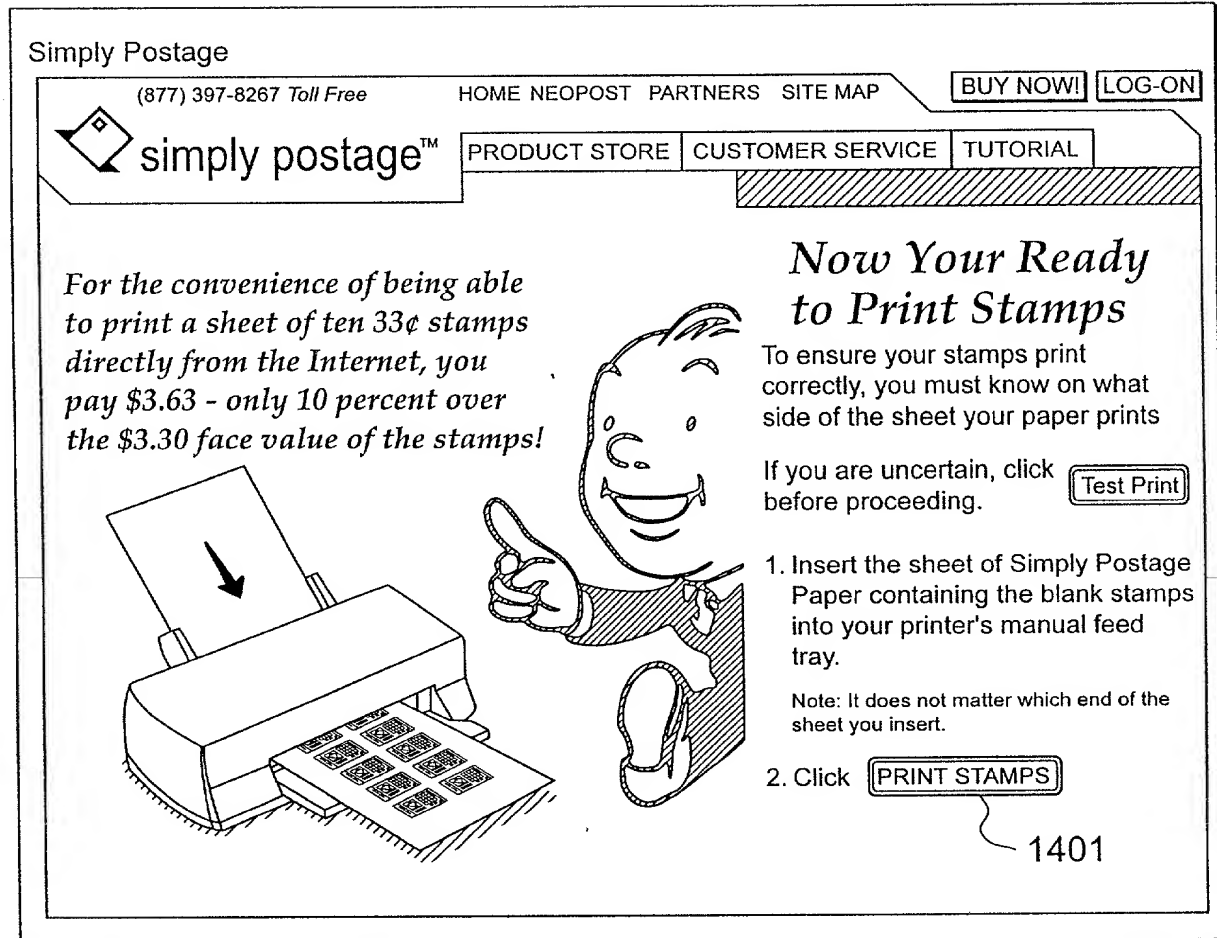 Simply Postage
(877) 397-8267 Toll Free
HOME NEOPOST PARTNERS SITE MAP
BUY NOW! LOG-ON
simply postage™
PRODUCT STORE CUSTOMER SERVICE TUTORIAL
For the convenience of being able
to print a sheet of ten 33¢ stamps
directly from the Internet, you
pay $3.63 - only 10 percent over
the $3.30 face value of the stamps!
Now Your Ready
to Print Stamps
To ensure your stamps print
correctly, you must know on what
side of the sheet your paper prints
If you are uncertain, click Test Print
before proceeding.
1. Insert the sheet of Simply Postage
Paper containing the blank stamps
into your printer's manual feed
tray.
Note: It does not matter which end of the
sheet you insert.
2. Click PRINT STAMPS
1401